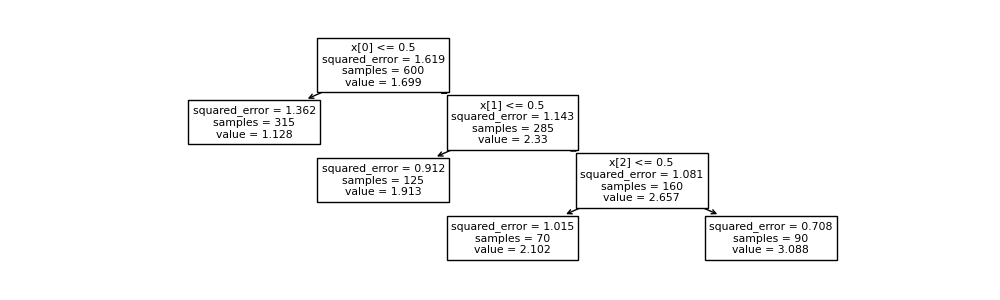 x[0] <= 0.5
squared_error = 1.619
samples = 600
value = 1.699
squared_error = 1.362
samples = 315
value = 1.128
x[1] <= 0.5
squared_error = 1.143
samples = 285
value = 2.33
squared_error = 0.912
samples = 125
value = 1.913
x[2] <= 0.5
squared_error = 1.081
samples = 160
value = 2.657
squared_error = 1.015
samples = 70
value = 2.102
squared_error = 0.708
samples = 90
value = 3.088